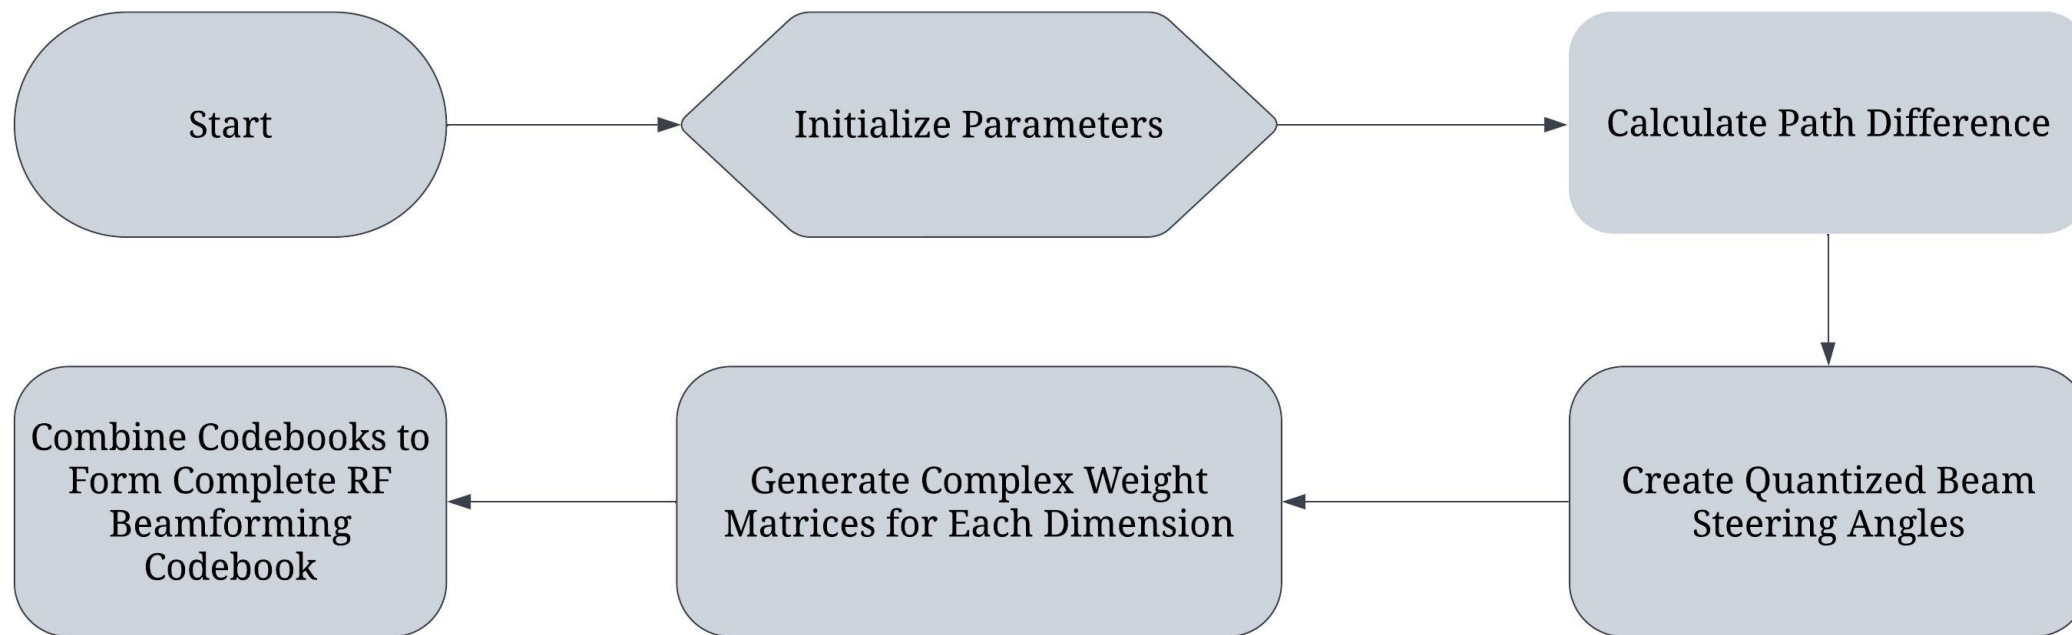 Start
Initialize Parameters
Calculate Path Difference
Create Quantized Beam
Steering Angles
Generate Complex Weight
Matrices for Each Dimension
Combine Codebooks to
Form Complete RF
Beamforming
Codebook